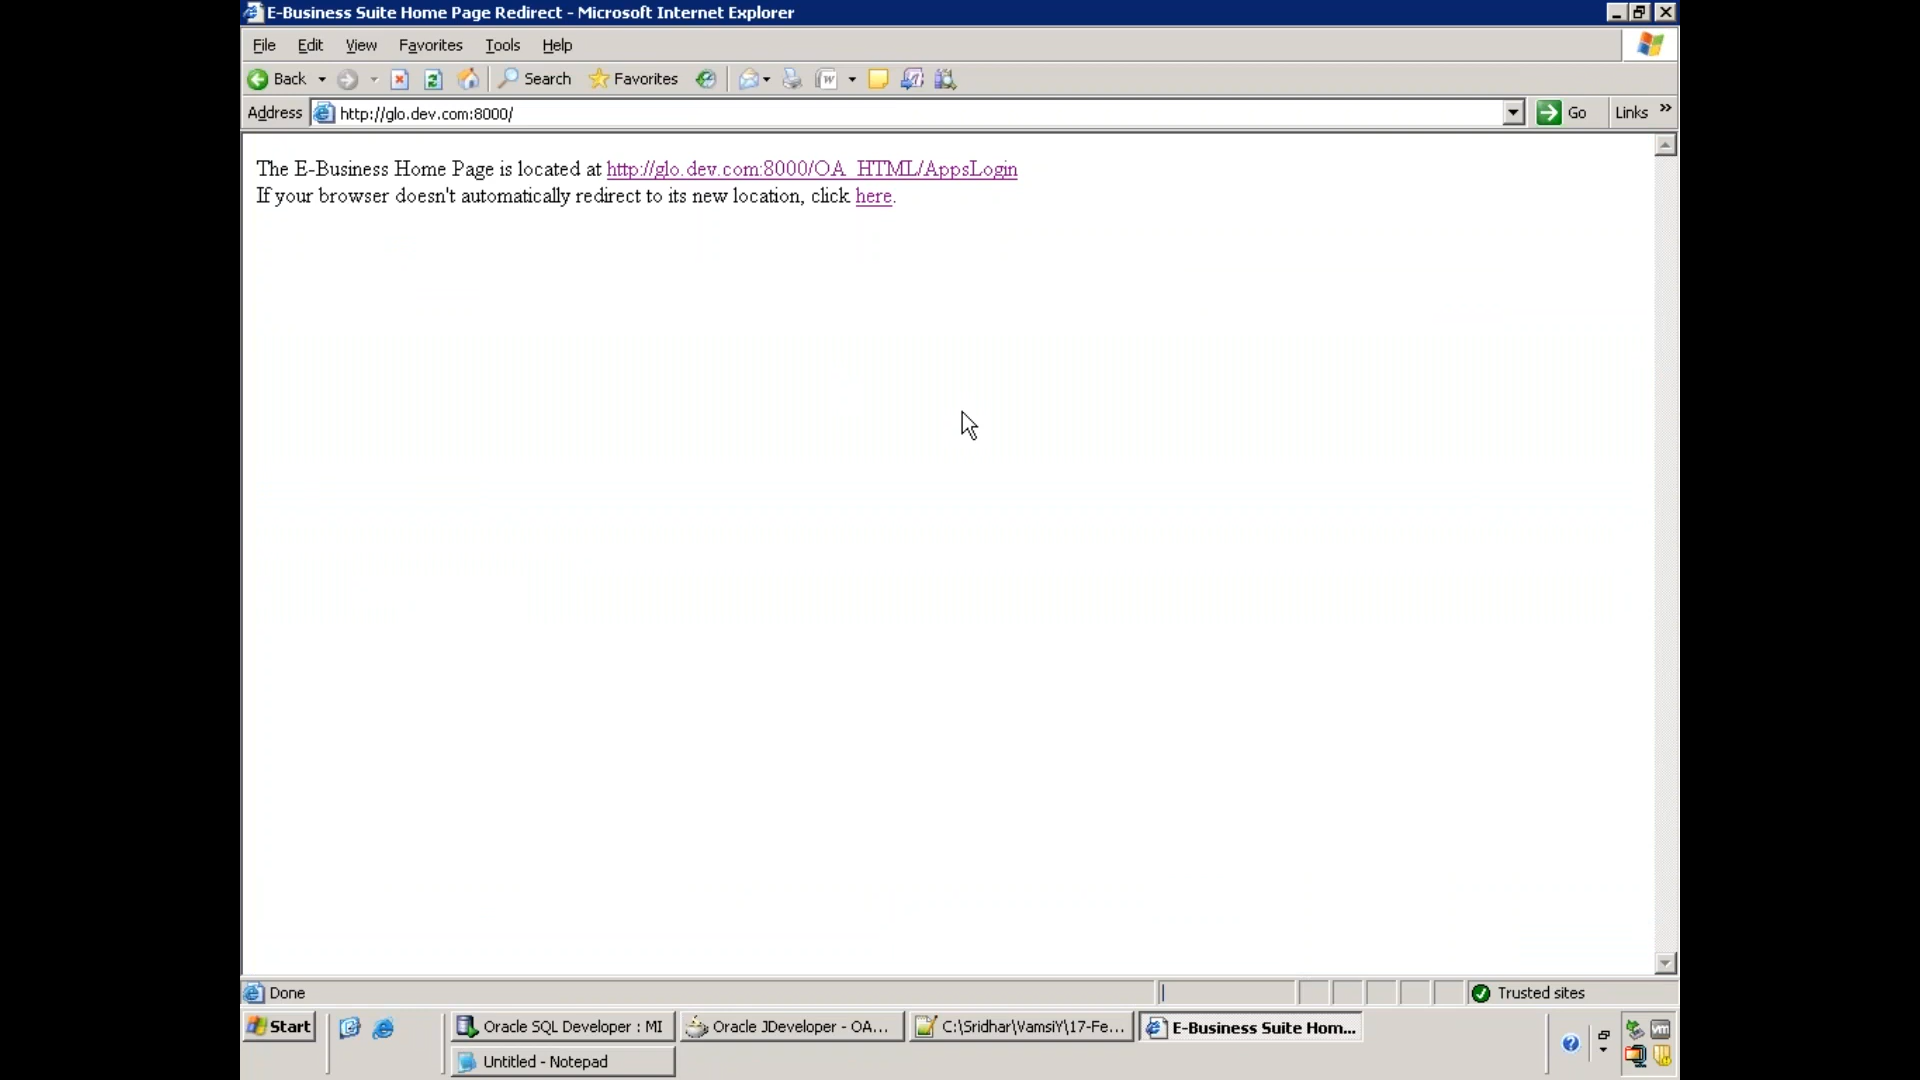 E-Business Suite Home Page Redirect - Microsoft Internet Explorer
File Edit View Favorites Tools Help
Back Search Favorites
Address http://glo.dev.com:8000/ Go Links »
The E-Business Home Page is located at http://glo.dev.com:8000/OA_HTML/AppsLogin
If your browser doesn't automatically redirect to its new location, click here.
Done Trusted sites
Start Oracle SQL Developer : MI Oracle JDeveloper - OA... C:\Sridhar\VamsiY\17-Fe... E-Business Suite Hom...
Untitled - Notepad